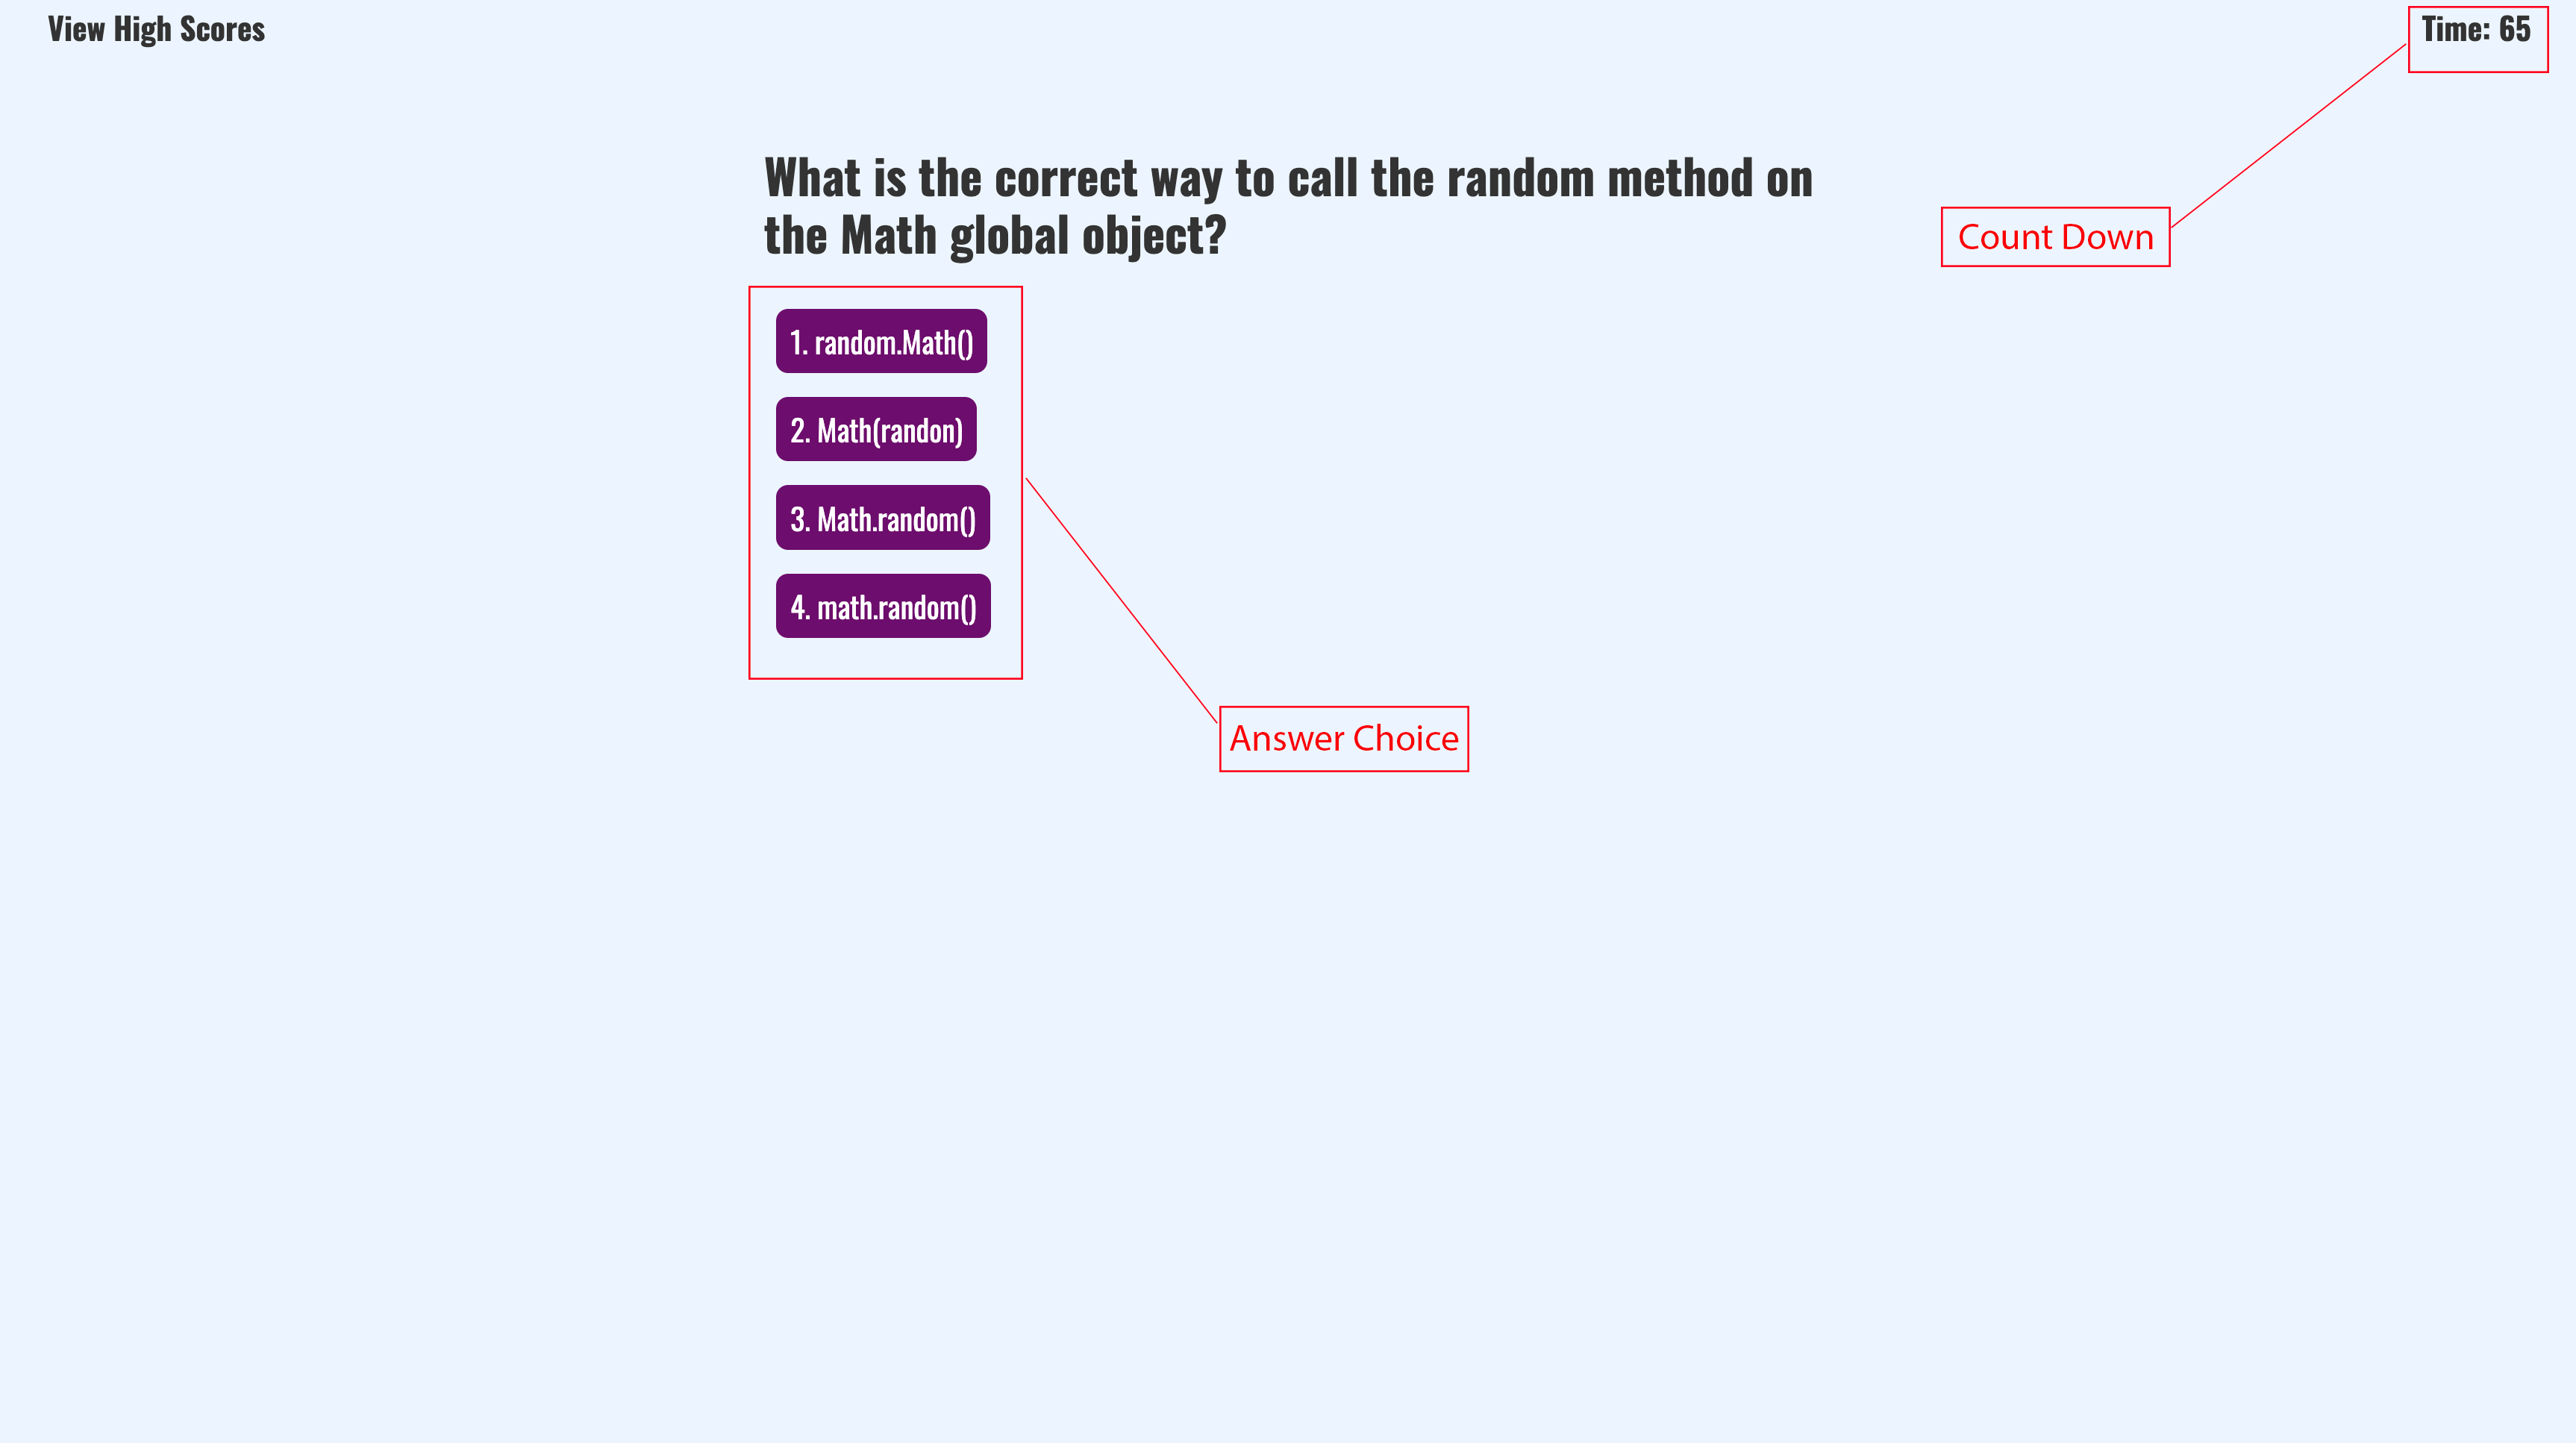 View High Scores
Time: 65
What is the correct way to call the random method on
the Math global object?
Count Down
1. random.Math()
2. Math(randon)
3. Math.random()
4. math.random()
Answer Choice